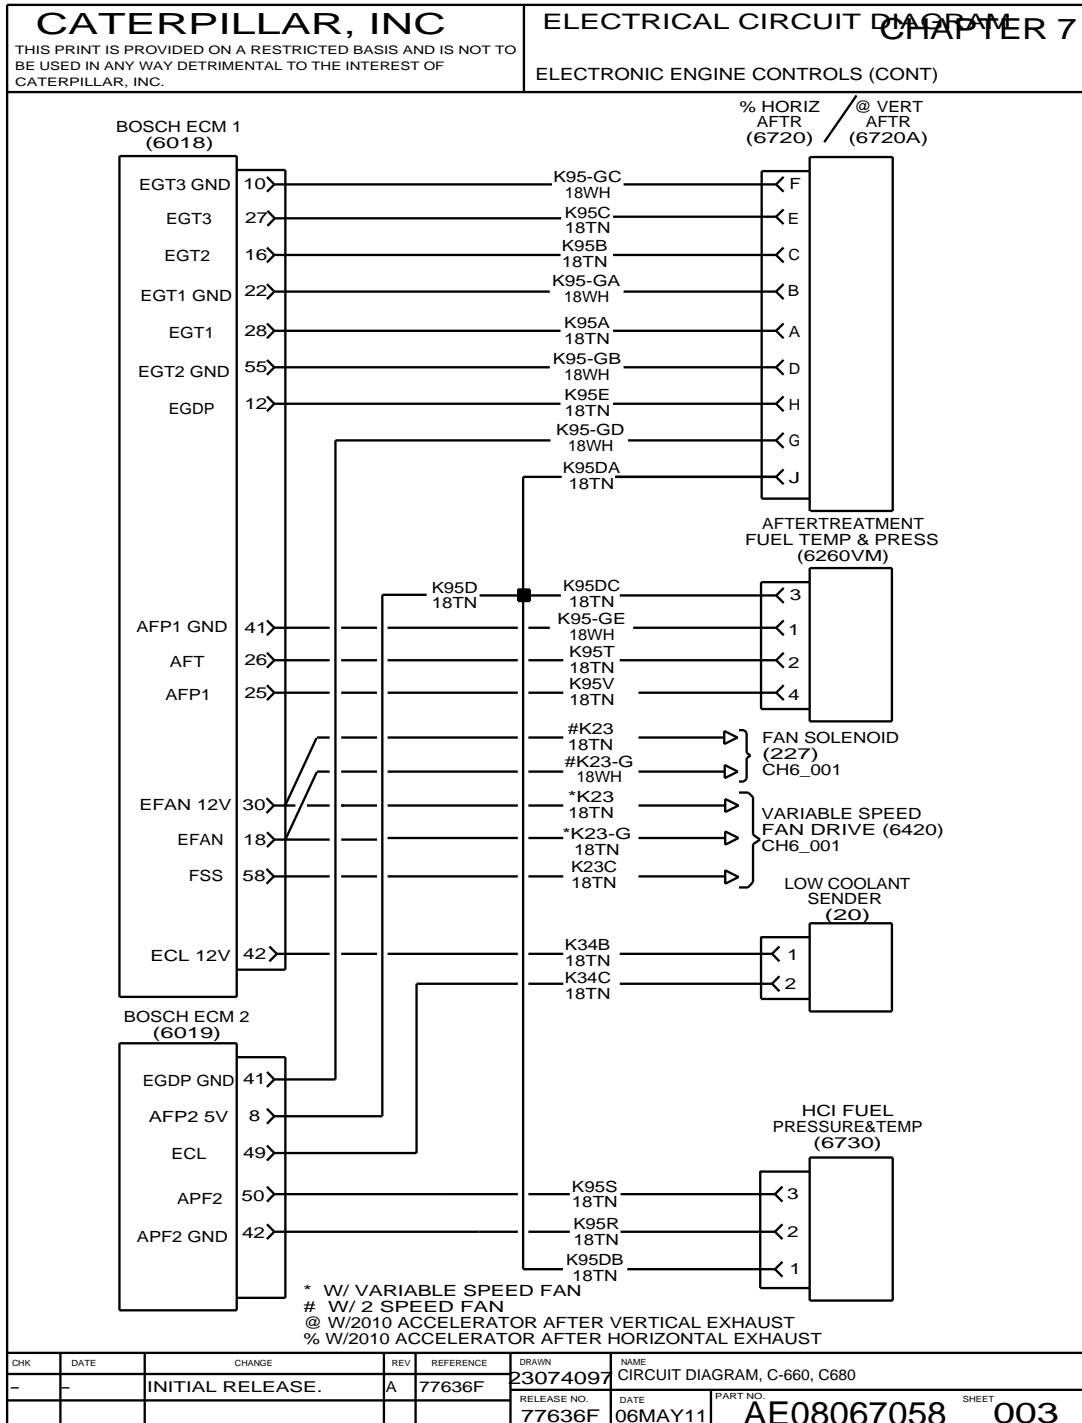 CATERPILLAR, INC
THIS PRINT IS PROVIDED ON A RESTRICTED BASIS AND IS NOT TO
BE USED IN ANY WAY DETRIMENTAL TO THE INTEREST OF
CATERPILLAR, INC.
ELECTRICAL CIRCUIT DIAGRAM
CHAPTER 7
ELECTRONIC ENGINE CONTROLS (CONT)
% HORIZ
AFTR
(6720)
@ VERT
AFTR
(6720A)
BOSCH ECM 1
(6018)
EGT3 GND 10 K95-GC 18WH F
EGT3 27 K95C 18TN E
EGT2 16 K95B 18TN C
EGT1 GND 22 K95-GA 18WH B
EGT1 28 K95A 18TN A
EGT2 GND 55 K95-GB 18WH D
EGDP 12 K95E 18TN H
K95-GD 18WH G
K95DA 18TN J
AFTERTREATMENT
FUEL TEMP & PRESS
(6260VM)
K95D 18TN K95DC 18TN 3
AFP1 GND 41 K95-GE 18WH 1
AFT 26 K95T 18TN 2
AFP1 25 K95V 18TN 4
#K23 18TN
#K23-G 18WH
FAN SOLENOID
(227)
CH6_001
EFAN 12V 30 *K23 18TN
EFAN 18 *K23-G 18TN
FSS 58 K23C 18TN
VARIABLE SPEED
FAN DRIVE (6420)
CH6_001
LOW COOLANT
SENDER
(20)
ECL 12V 42 K34B 18TN 1
K34C 18TN 2
BOSCH ECM 2
(6019)
EGDP GND 41
AFP2 5V 8
ECL 49
HCI FUEL
PRESSURE&TEMP
(6730)
APF2 50 K95S 18TN 3
APF2 GND 42 K95R 18TN 2
K95DB 18TN 1
* W/ VARIABLE SPEED FAN
# W/ 2 SPEED FAN
@ W/2010 ACCELERATOR AFTER VERTICAL EXHAUST
% W/2010 ACCELERATOR AFTER HORIZONTAL EXHAUST
CHK DATE CHANGE REV REFERENCE
- - INITIAL RELEASE. A 77636F
DRAWN
23074097
NAME
CIRCUIT DIAGRAM, C-660, C680
RELEASE NO.
77636F
DATE
06MAY11
PART NO.
AE08067058
SHEET
003